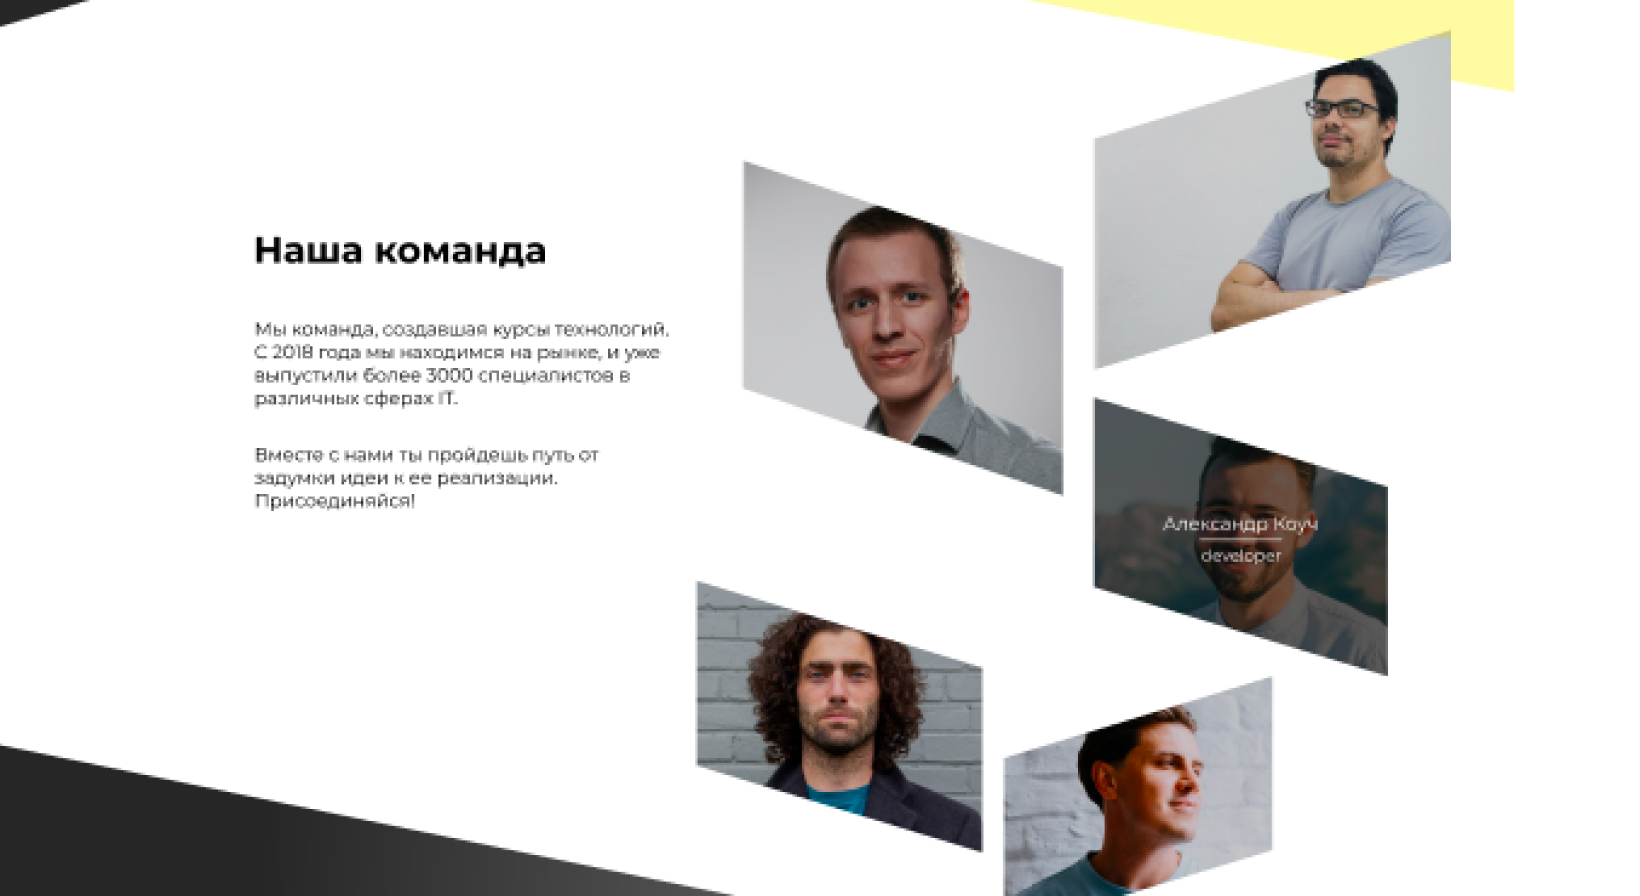 Наша команда
Мы команда, создавшая курсы технологий.
С 2018 года мы находимся на рынке, и уже
выпустили более 3000 специалистов в
различных сферах IT.
Вместе с нами ты пройдешь путь от
задумки идеи к ее реализации.
Присоединяйся!
Александр Коуч
developer